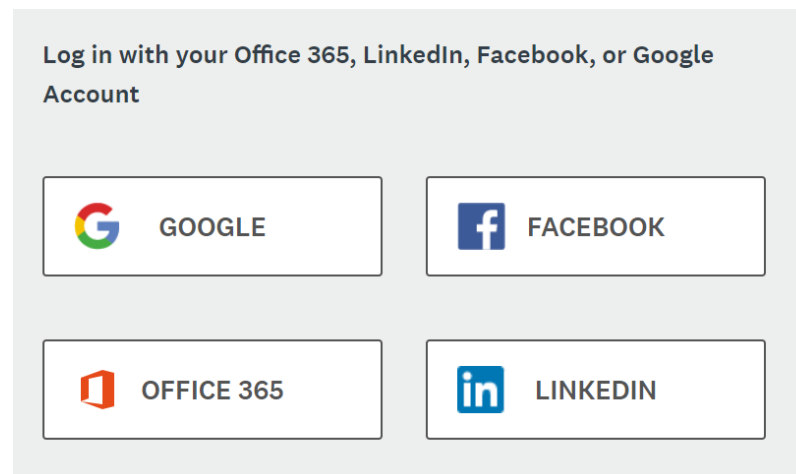 Log in with your Office 365, LinkedIn, Facebook, or Google
Account
GOOGLE
FACEBOOK
OFFICE 365
LINKEDIN